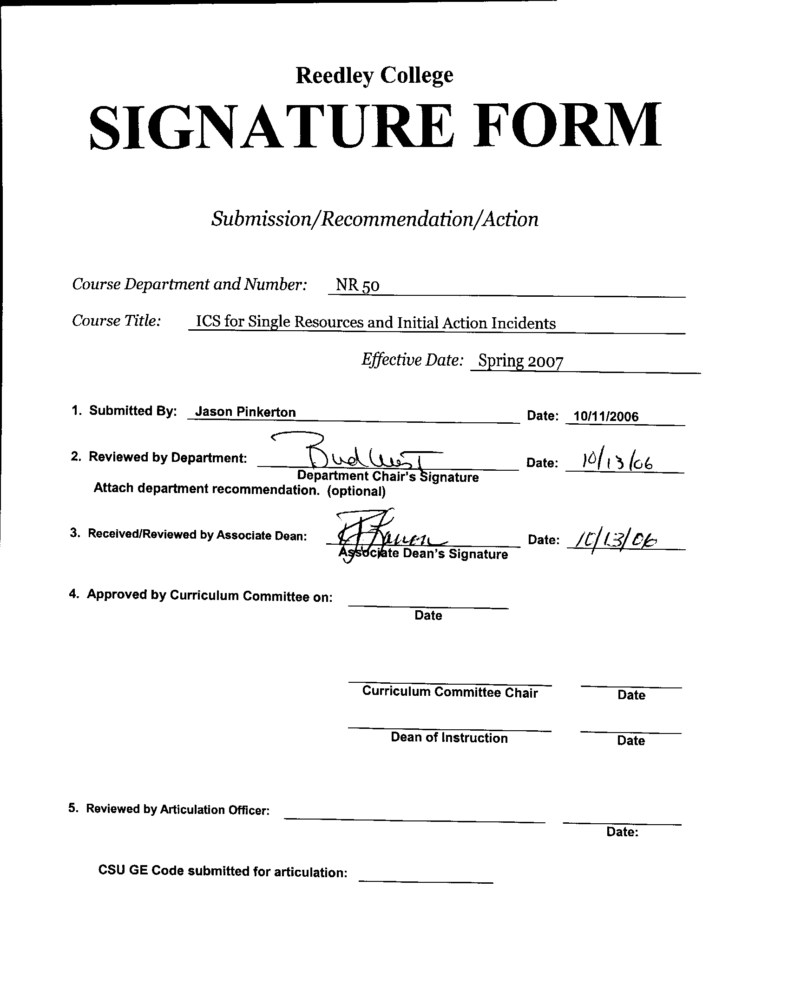 Reedley College
SIGNATURE FORM
Submission/Recommendation/Action
Course Department and Number: NR 50
Course Title: ICS for Single Resources and Initial Action Incidents
Effective Date: Spring 2007
1. Submitted By: Jason Pinkerton Date: 10/11/2006
2. Reviewed by Department: Bud West Date: 10/13/06
Department Chair's Signature
Attach department recommendation. (optional)
3. Received/Reviewed by Associate Dean: Date: 10/13/06
Associate Dean's Signature
4. Approved by Curriculum Committee on:
Date
Curriculum Committee Chair Date
Dean of Instruction Date
5. Reviewed by Articulation Officer:
Date:
CSU GE Code submitted for articulation: